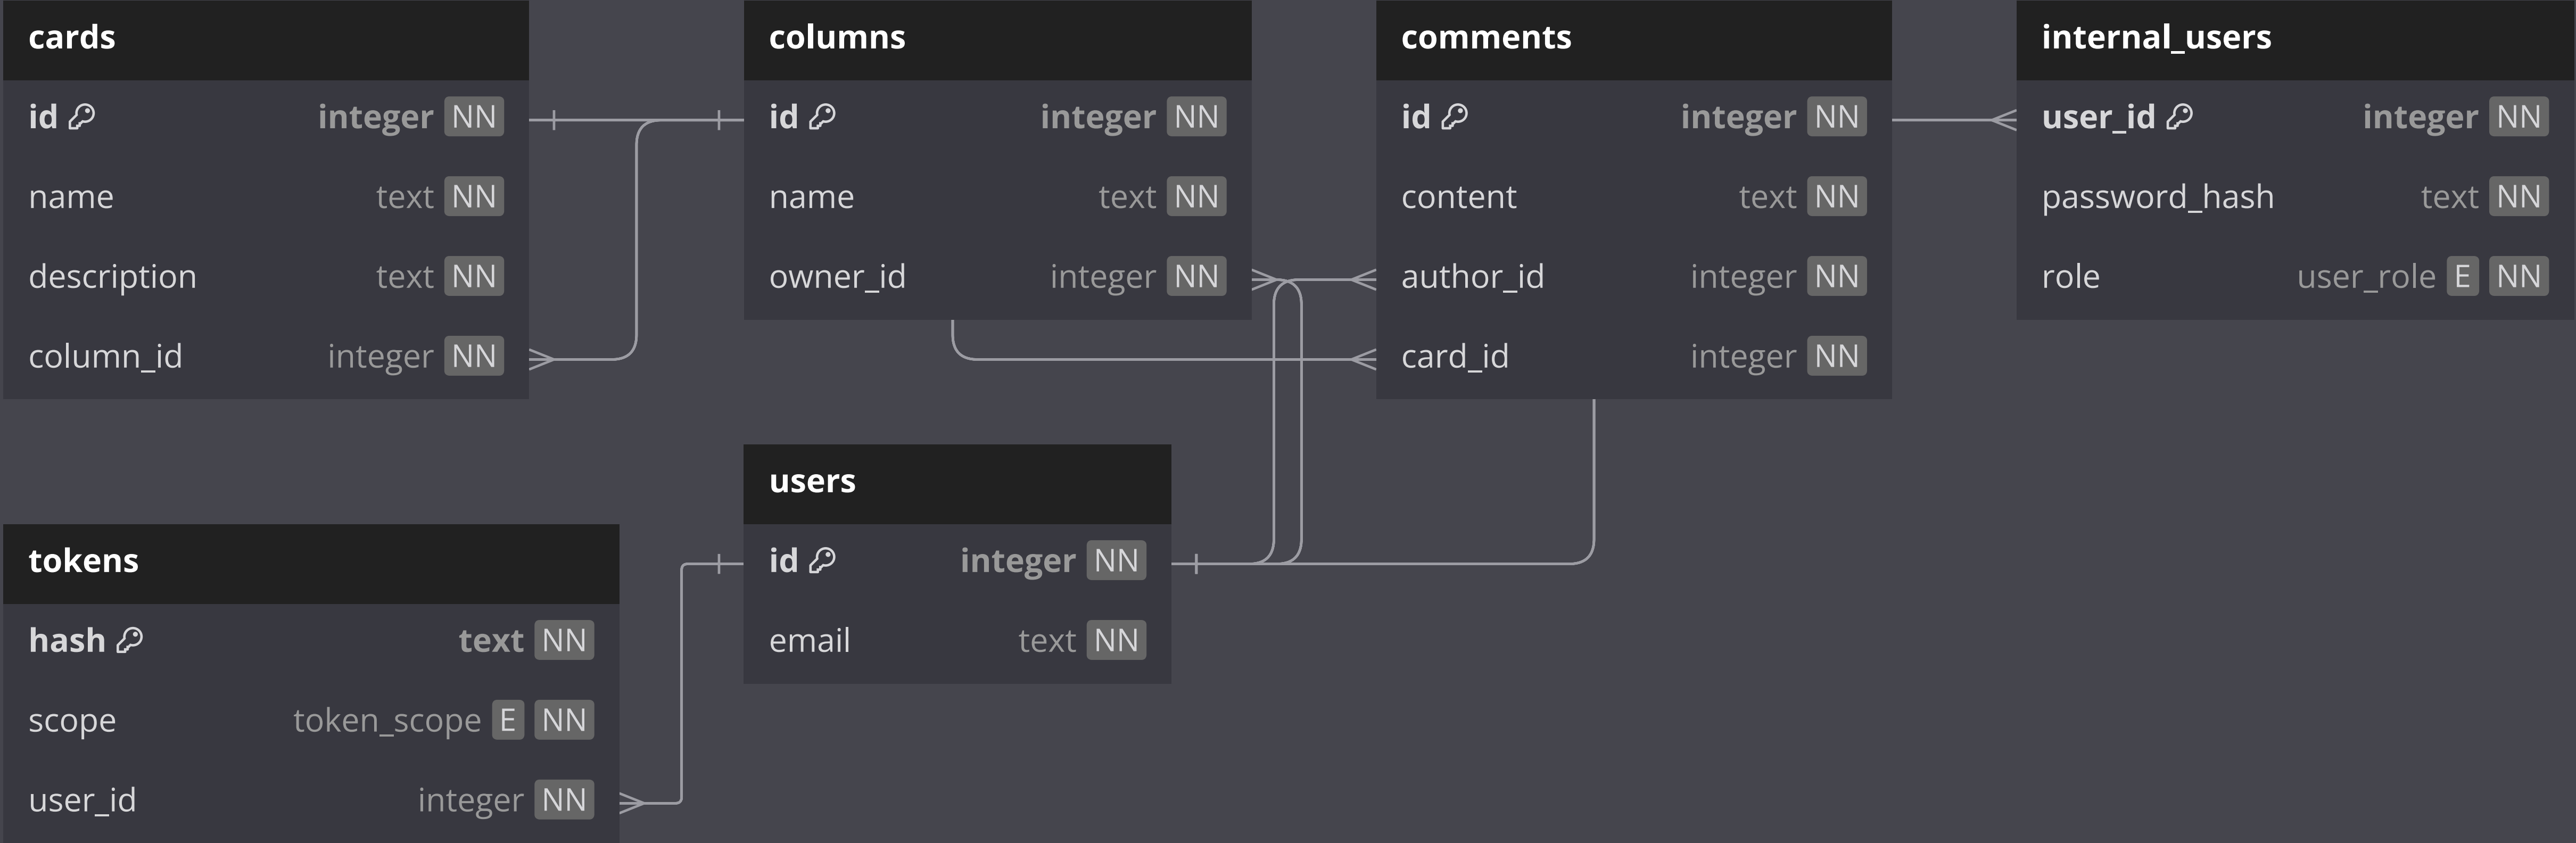 cards
id integer NN
name text NN
description text NN
column_id integer NN
columns
id integer NN
name text NN
owner_id integer NN
comments
id integer NN
content text NN
author_id integer NN
card_id integer NN
internal_users
user_id integer NN
password_hash text NN
role user_role E NN
users
id integer NN
email text NN
tokens
hash text NN
scope token_scope E NN
user_id integer NN